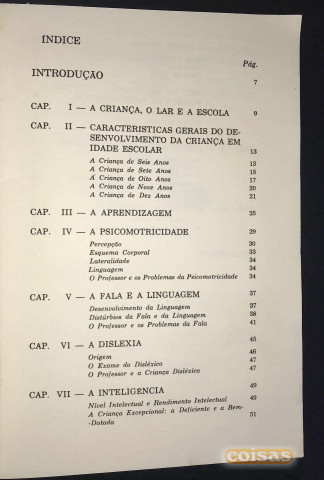 ÍNDICE
Pág.
INTRODUÇÃO 7
CAP. I — A CRIANÇA, O LAR E A ESCOLA 9
CAP. II — CARACTERÍSTICAS GERAIS DO DE-
SENVOLVIMENTO DA CRIANÇA EM
IDADE ESCOLAR 13
A Criança de Seis Anos 13
A Criança de Sete Anos 15
A Criança de Oito Anos 17
A Criança de Nove Anos 20
A Criança de Dez Anos 21
CAP. III — A APRENDIZAGEM 25
CAP. IV — A PSICOMOTRICIDADE 29
Percepção 30
Esquema Corporal 33
Lateralidade 34
Linguagem 34
O Professor e os Problemas da Psicomotricidade 34
CAP. V — A FALA E A LINGUAGEM 37
Desenvolvimento da Linguagem 37
Distúrbios da Fala e da Linguagem 38
O Professor e os Problemas da Fala 41
CAP. VI — A DISLEXIA 45
Origem 46
O Exame do Disléxico 47
O Professor e a Criança Disléxica 47
CAP. VII — A INTELIGÊNCIA 49
Nível Intelectual e Rendimento Intelectual 49
A Criança Excepcional: a Deficiente e a Bem-
-Dotada 51
coisas